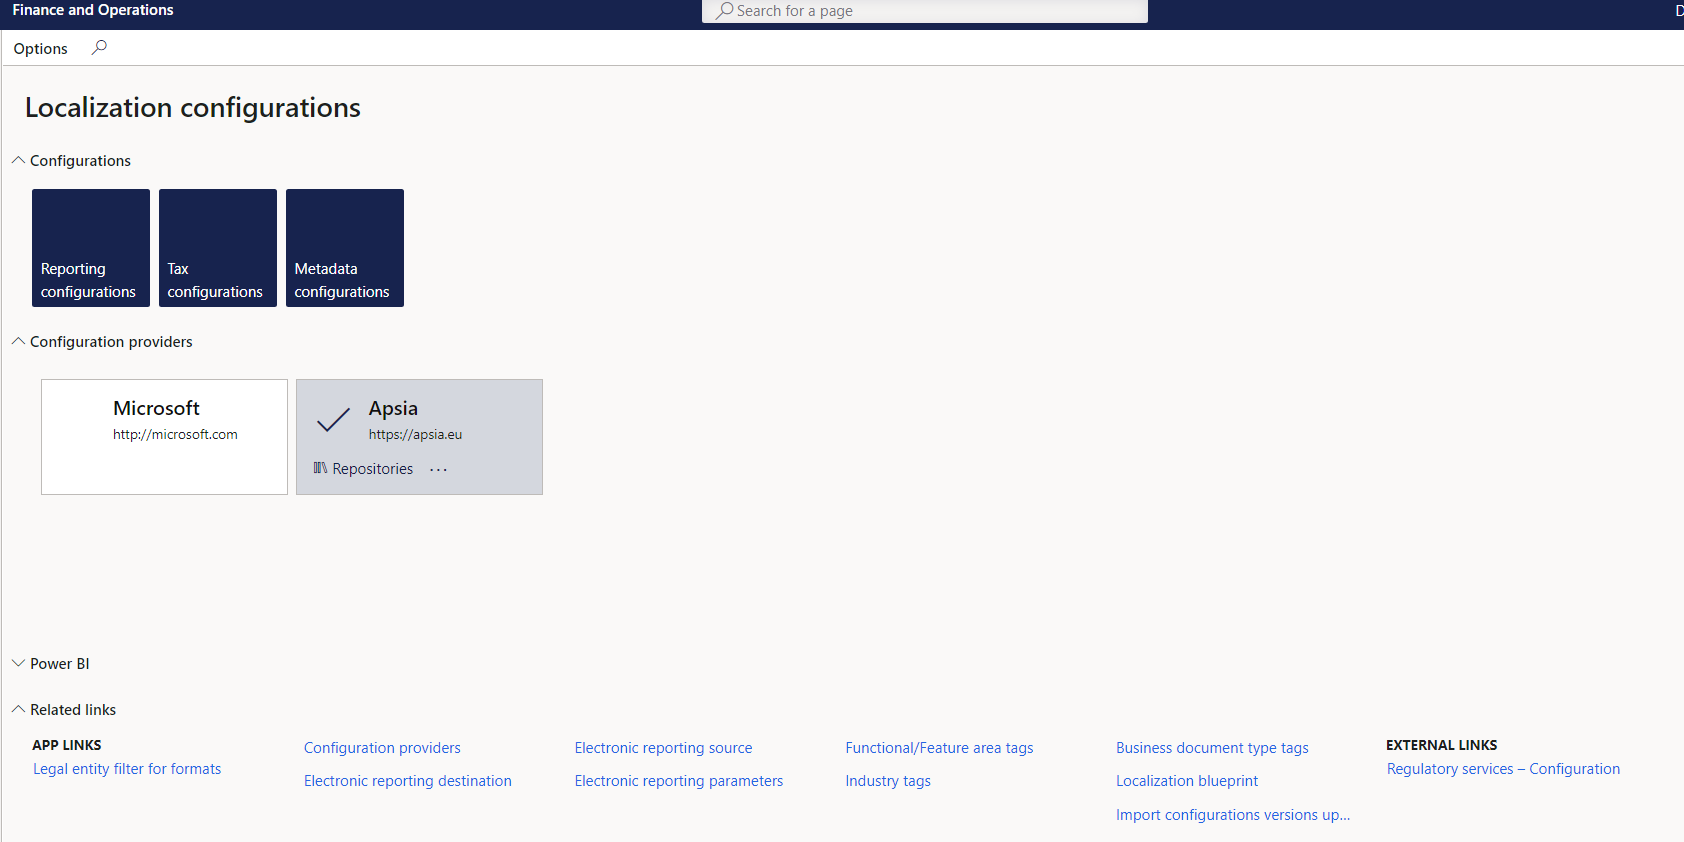 Finance and Operations
Search for a page
Options
Localization configurations
Configurations
Reporting
configurations
Tax
configurations
Metadata
configurations
Configuration providers
Microsoft
http://microsoft.com
Apsia
https://apsia.eu
Repositories
...
Power BI
Related links
APP LINKS
Legal entity filter for formats
Configuration providers
Electronic reporting destination
Electronic reporting source
Electronic reporting parameters
Functional/Feature area tags
Industry tags
Business document type tags
Localization blueprint
Import configurations versions up...
EXTERNAL LINKS
Regulatory services – Configuration